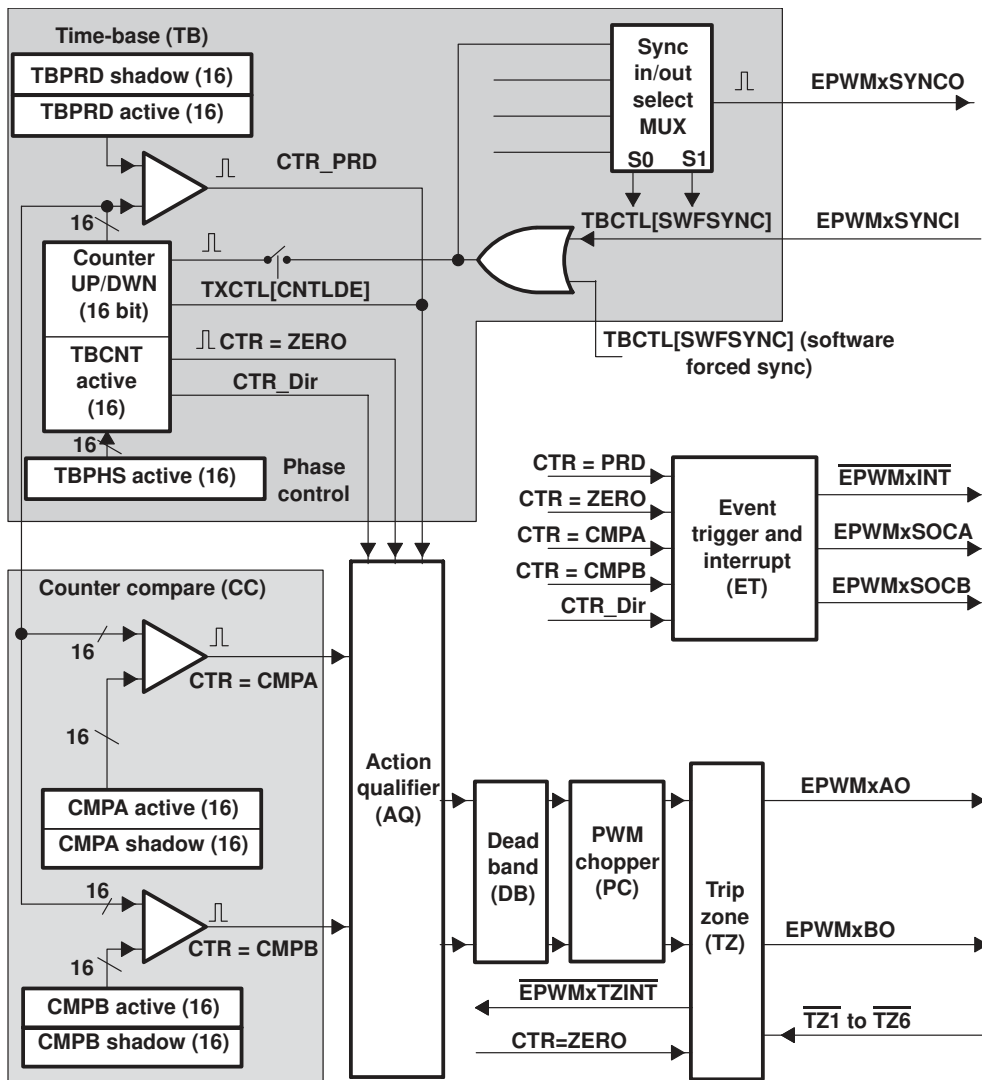 Time-base (TB)
TBPRD shadow (16)
TBPRD active (16)
CTR_PRD
16
Counter
UP/DWN
(16 bit)
TBCNT
active
(16)
TXCTL[CNTLDE]
CTR = ZERO
CTR_Dir
16
TBPHS active (16)
Phase
control
Sync
in/out
select
MUX
S0 S1
EPWMxSYNCO
TBCTL[SWFSYNC]
EPWMxSYNCI
TBCTL[SWFSYNC] (software
forced sync)
CTR = PRD
CTR = ZERO
CTR = CMPA
CTR = CMPB
CTR_Dir
Event
trigger and
interrupt
(ET)
EPWMxINT
EPWMxSOCA
EPWMxSOCB
Counter compare (CC)
16
CTR = CMPA
16
CMPA active (16)
CMPA shadow (16)
16
CTR = CMPB
16
CMPB active (16)
CMPB shadow (16)
Action
qualifier
(AQ)
Dead
band
(DB)
PWM
chopper
(PC)
Trip
zone
(TZ)
EPWMxAO
EPWMxBO
EPWMxTZINT
CTR=ZERO
TZ1 to TZ6